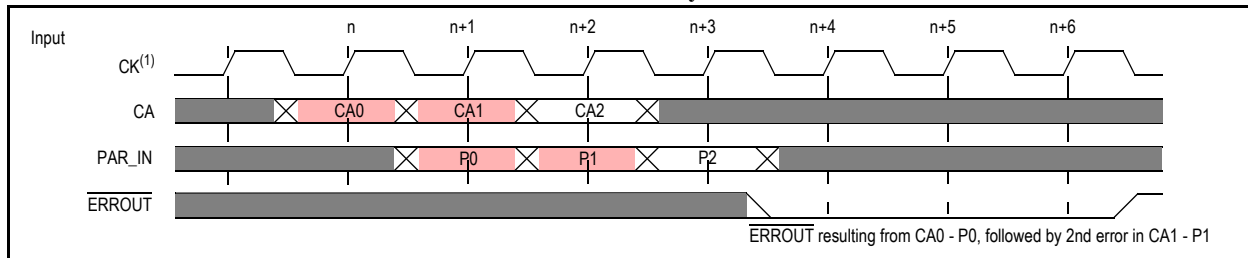 n n+1 n+2 n+3 n+4 n+5 n+6
Input
CK(1)
CA CA0 CA1 CA2
PAR_IN P0 P1 P2
ERROUT
ERROUT resulting from CA0 - P0, followed by 2nd error in CA1 - P1